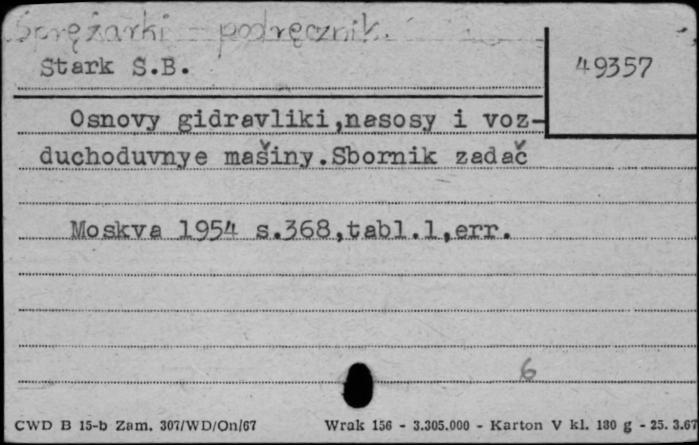 Sprężarki - podręcznik.
Stark S.B.
49357
Osnovy gidravliki,nasosy i voz-
duchoduvnye mašiny.Sbornik zadač
Moskva 1954 s.368,tabl.1,err.
6
CWD B 15-b Zam. 307/WD/On/67 Wrak 156 - 3.305.000 - Karton V kl. 180 g - 25.3.67